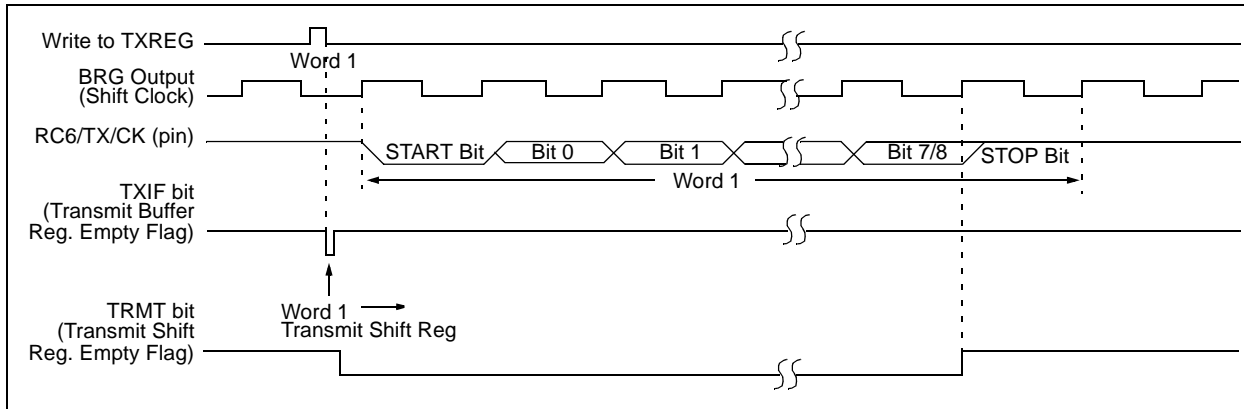 Write to TXREG
Word 1
BRG Output
(Shift Clock)
RC6/TX/CK (pin)
START Bit
Bit 0
Bit 1
Bit 7/8
STOP Bit
Word 1
TXIF bit
(Transmit Buffer
Reg. Empty Flag)
Word 1
Transmit Shift Reg
TRMT bit
(Transmit Shift
Reg. Empty Flag)